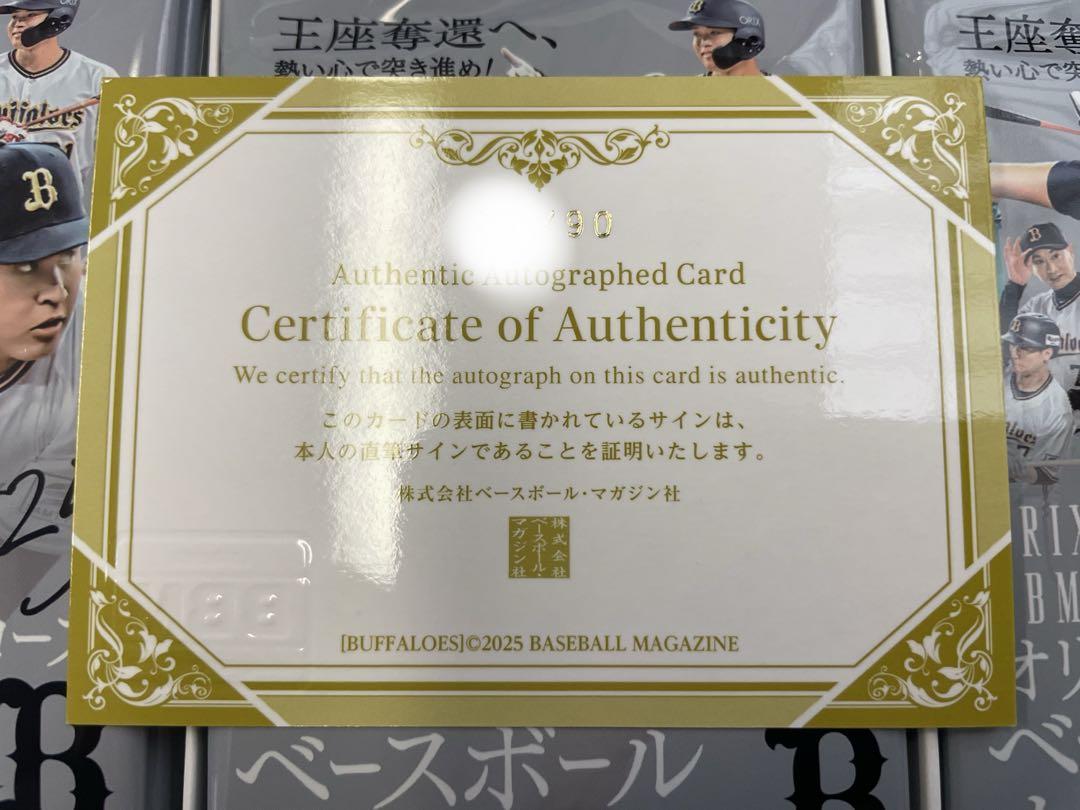 王座奪還へ、
熱い心で突き進め!
ORIX
王座奪
熱い心で突
B
B
/90
Authentic Autographed Card
Certificate of Authenticity
We certify that the autograph on this card is authentic.
このカードの表面に書かれているサインは、
本人の直筆サインであることを証明いたします。
株式会社ベースボール・マガジン社
株式会社
ベースボール・
マガジン社
BBM
[BUFFALOES]©2025 BASEBALL MAGAZINE
RIX
BM
オリ
ベースボール
B
B